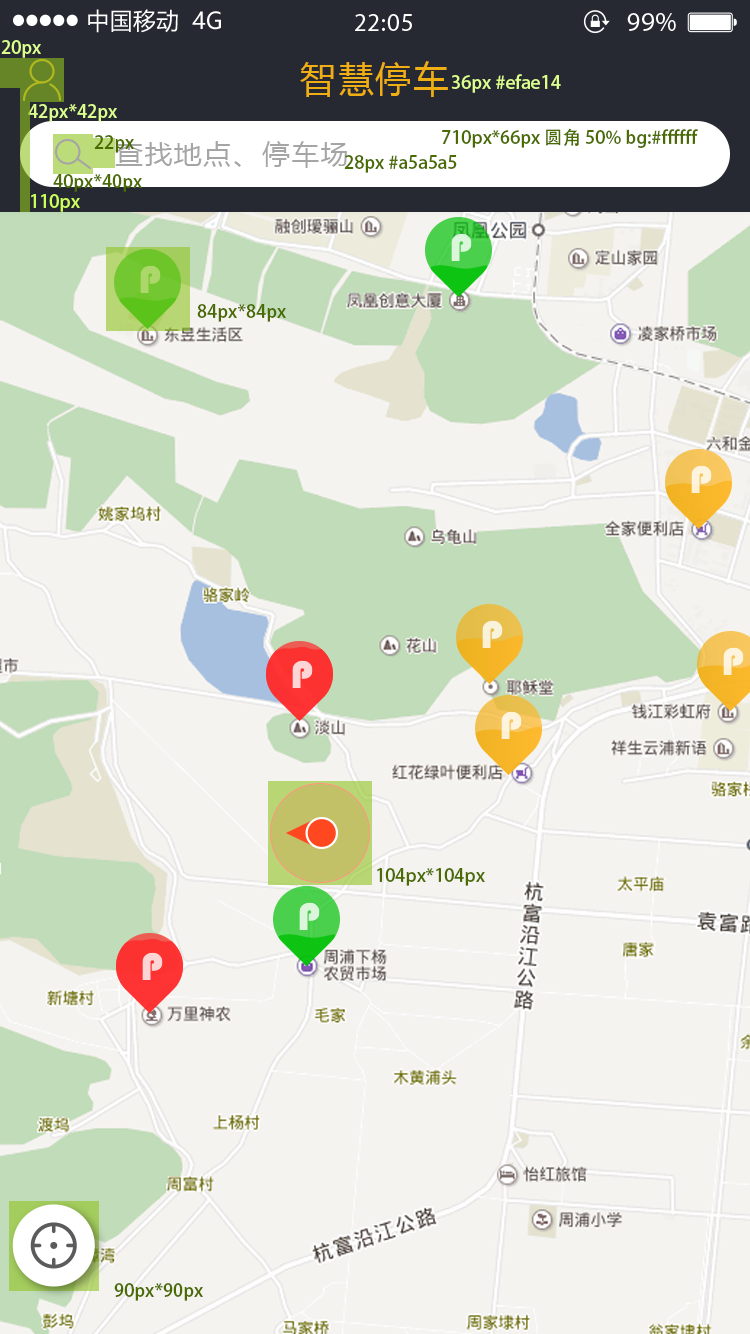 中国移动 4G 22:05 99%
20px
智慧停车 36px #efae14
42px*42px
22px 710px*66px 圆角 50% bg:#ffffff
查找地点、停车场 28px #a5a5a5
40px*40px
110px
融创瑷骊山
凤凰公园
定山家园
凤凰创意大厦
84px*84px
东昱生活区
凌家桥市场
六和金
姚家坞村
全家便利店
乌龟山
骆家岭
花山
市
耶稣堂
钱江彩虹府
淡山
祥生云浦新语
红花绿叶便利店
骆家桥
104px*104px
太平庙
杭富沿江公路
袁富路
唐家
周浦下杨
农贸市场
新塘村
万里神农
毛家
木黄浦头
渡坞
上杨村
怡红旅馆
周富村
周浦小学
杭富沿江公路
湾
90px*90px
彭坞
马家桥
周家埭村
翁家埭村